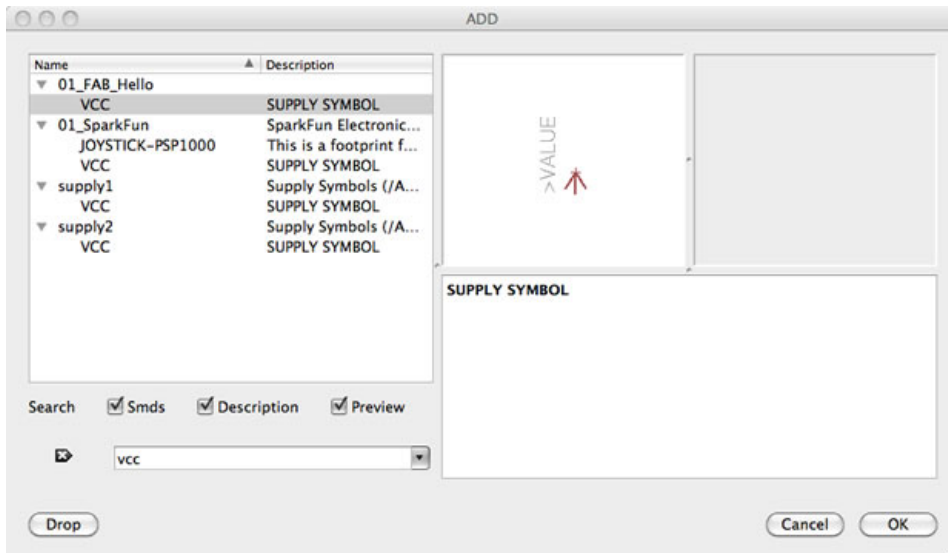 ADD
Name Description
01_FAB_Hello
VCC SUPPLY SYMBOL
01_SparkFun SparkFun Electronic...
JOYSTICK-PSP1000 This is a footprint f...
VCC SUPPLY SYMBOL
supply1 Supply Symbols (/A...
VCC SUPPLY SYMBOL
supply2 Supply Symbols (/A...
VCC SUPPLY SYMBOL
>VALUE
SUPPLY SYMBOL
Search Smds Description Preview
vcc
Drop Cancel OK